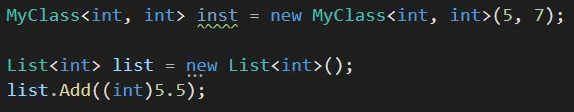 MyClass<int, int> inst = new MyClass<int, int>(5, 7);
List<int> list = new List<int>();
list.Add((int)5.5);